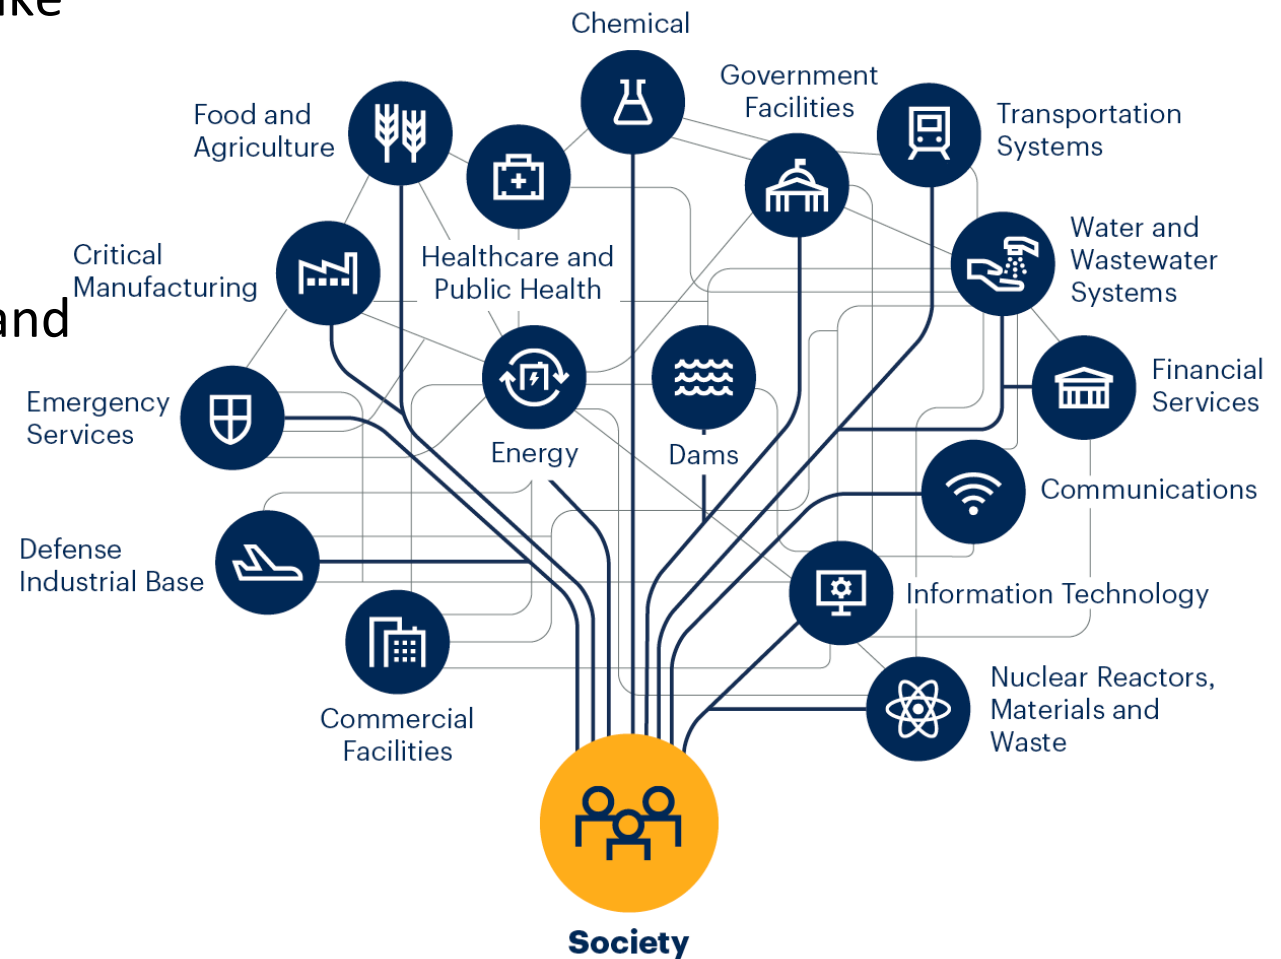 ke
and
Chemical
Government
Facilities
Food and
Agriculture
Transportation
Systems
Critical
Manufacturing
Healthcare and
Public Health
Water and
Wastewater
Systems
Emergency
Services
Energy
Dams
Financial
Services
Communications
Defense
Industrial Base
Information Technology
Commercial
Facilities
Nuclear Reactors,
Materials and
Waste
Society